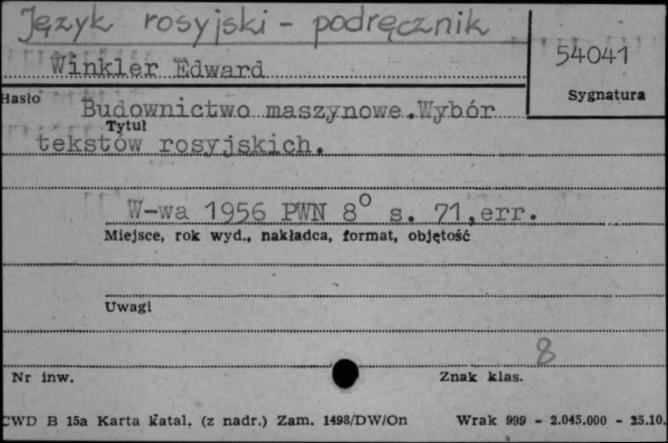 Język rosyjski - podręcznik
54041
Winkler Edward
Hasło
Sygnatura
Budownictwo maszynowe.Wybór
Tytuł
tekstów rosyjskich.
W-wa 1956 PWN 8° s. 71,err.
Miejsce, rok wyd., nakładca, format, objętość
Uwagi
8
Nr inw.
Znak klas.
CWD B 15a Karta katal. (z nadr.) Zam. 1498/DW/On Wrak 999 - 2.045.000 - 25.10.